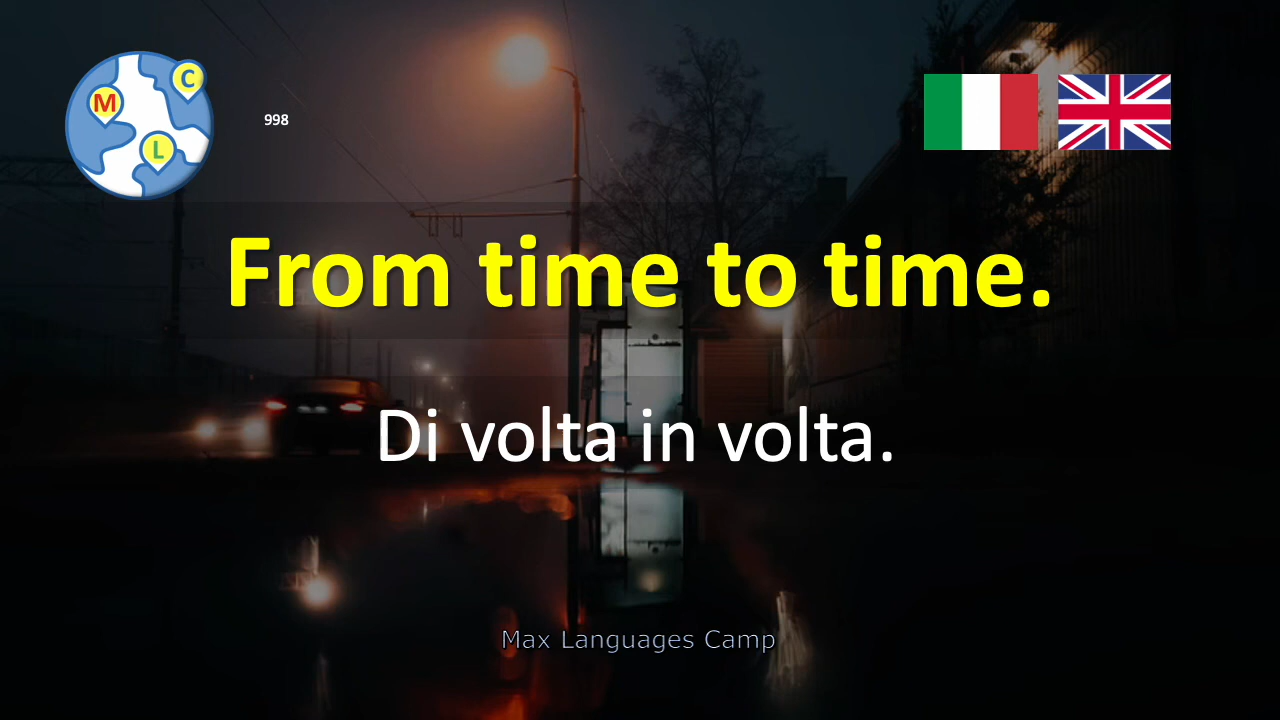 M
C
L
998
From time to time.
Di volta in volta.
Max Languages Camp